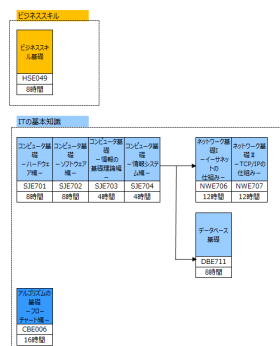 ビジネススキル
ビジネススキ
ル基礎
HSE049
8時間
ITの基本知識
コンピュータ基
礎
－ハードウェ
ア編－
SJE701
8時間
コンピュータ基
礎
－ソフトウェア
編－
SJE702
8時間
コンピュータ基
礎
－情報の
基礎理論編
－
SJE703
4時間
コンピュータ基
礎
－情報システ
ム編－
SJE704
4時間
ネットワーク基
礎Ⅰ
－イーサネッ
トの
仕組み－
NWE706
12時間
ネットワーク基
礎Ⅱ
－TCP/IPの
仕組み－
NWE707
12時間
データベース
基礎
DBE711
8時間
アルゴリズムの
基礎
－フロー
チャート編－
CBE006
16時間